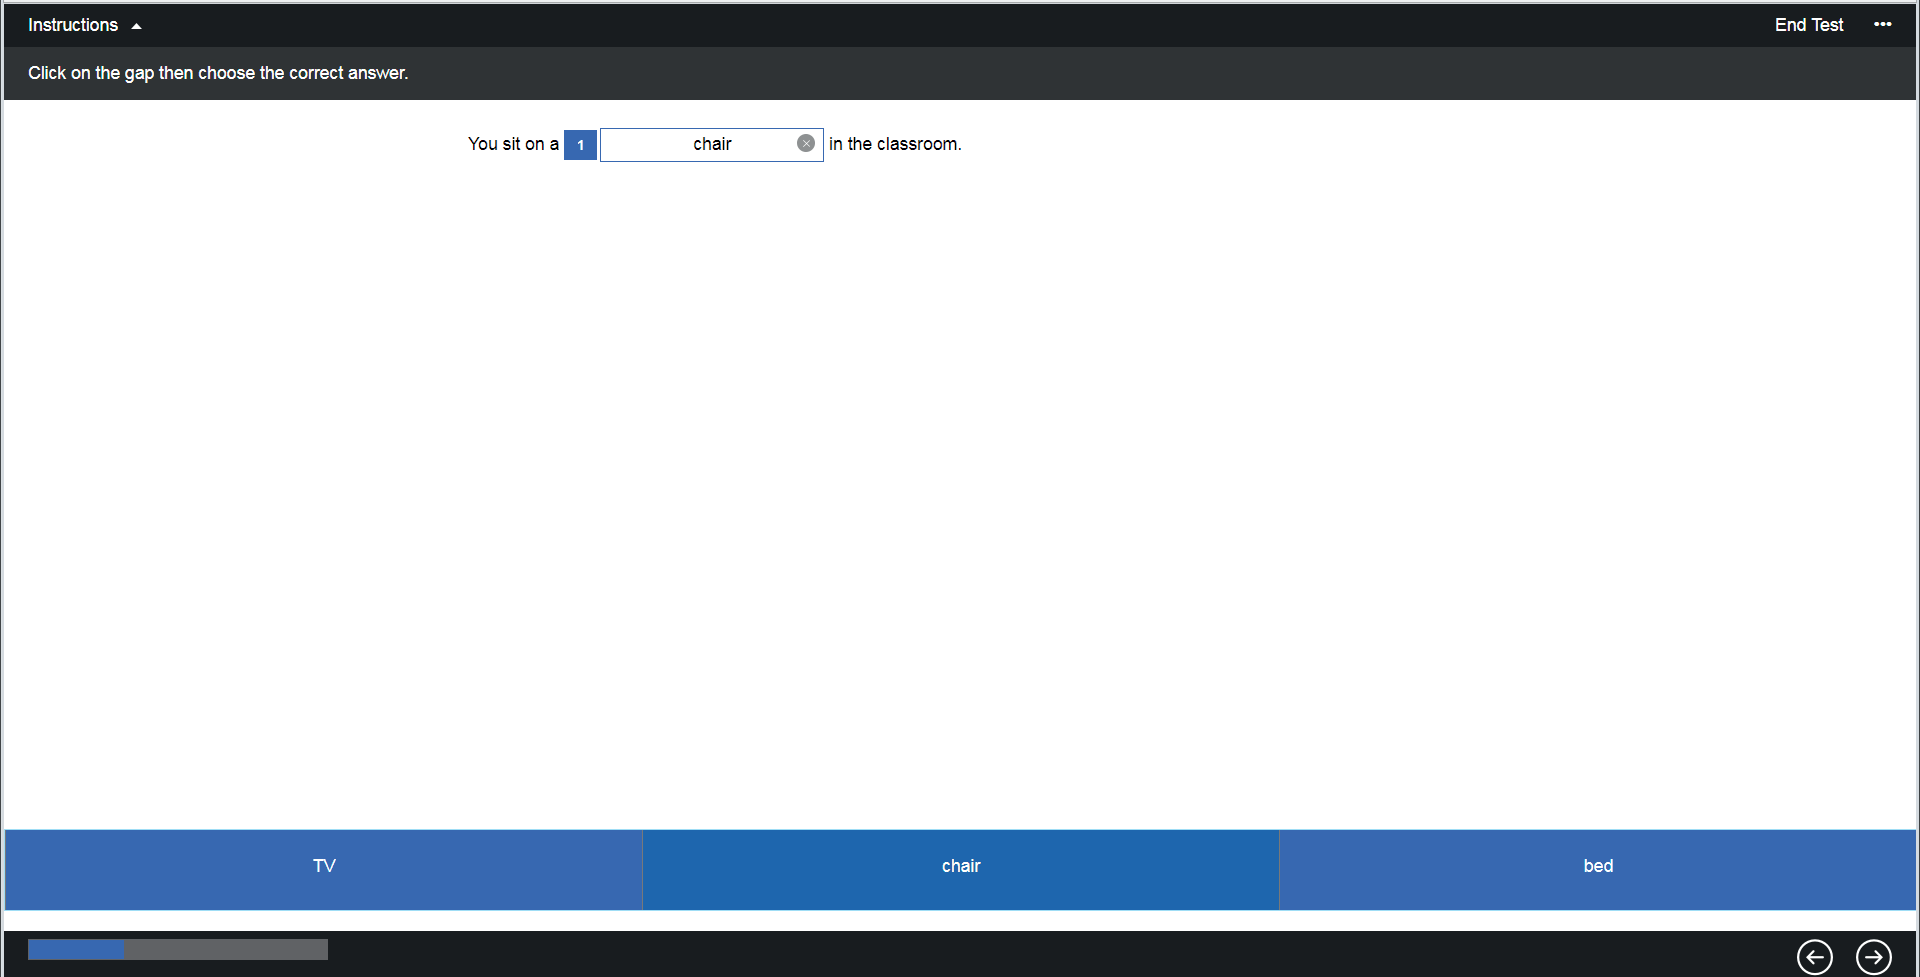 Instructions
End Test
Click on the gap then choose the correct answer.
You sit on a 1 chair in the classroom.
TV
chair
bed